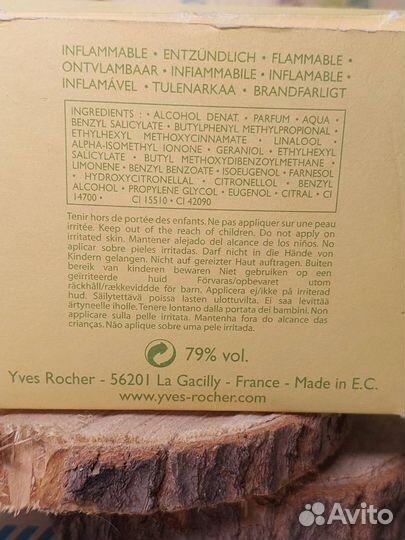 INFLAMMABLE • ENTZÜNDLICH • FLAMMABLE •
ONTVLAMBAAR • INFIAMMABILE • INFLAMABLE •
INFLAMÁVEL • TULENARKAA • BRANDFARLIGT
INGREDIENTS : • ALCOHOL DENAT. • PARFUM • AQUA •
BENZYL SALICYLATE • BUTYLPHENYL METHYLPROPIONAL •
ETHYLHEXYL METHOXYCINNAMATE • LINALOOL •
ALPHA-ISOMETHYL IONONE • GERANIOL • ETHYLHEXYL
SALICYLATE • BUTYL METHOXYDIBENZOYLMETHANE •
LIMONENE • BENZYL BENZOATE • ISOEUGENOL • FARNESOL
• HYDROXYCITRONELLAL • CITRONELLOL • BENZYL
ALCOHOL • PROPYLENE GLYCOL • EUGENOL • CITRAL • CI
14700 • CI 15510 • CI 42090
Tenir hors de portée des enfants. Ne pas appliquer sur une peau
irritée. Keep out of the reach of children. Do not apply on
irritated skin. Mantener alejado del alcance de los niños. No
aplicar sobre pieles irritadas. Darf nicht in die Hände von
Kindern gelangen. Nicht auf gereizter Haut auftragen. Buiten
bereik van kinderen bewaren Niet gebruiken op een
geïrriteerde huid Förvaras/opbevaret utom
räckhåll/rækkeviddde för barn. Applicera ej/ikke på irriterad
hud. Säilytettävä poissa lasten ulottuvilta. Ei saa levittää
ärtyneelle iholle. Tenere lontano dalla portata dei bambini. Non
applicare sulla pelle irritata. Mantenha fora do alcance das
crianças. Não aplique sobre uma pele irritada.
79% vol.
Yves Rocher - 56201 La Gacilly - France - Made in E.C.
www.yves-rocher.com
Avito